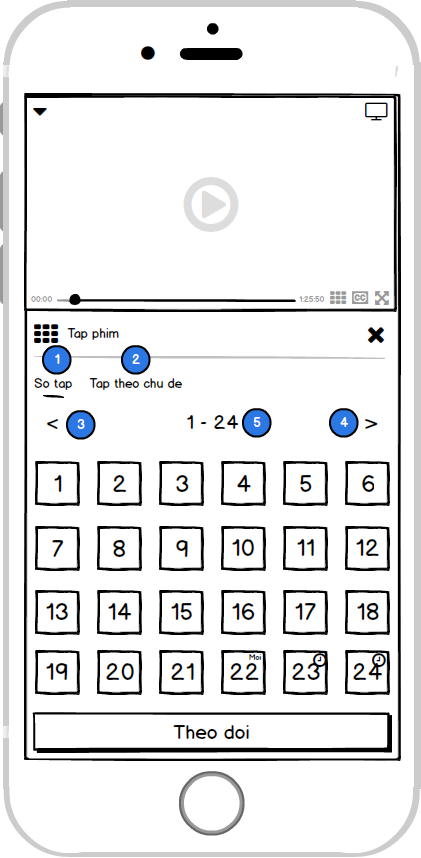 00:00 1:25:50 CC
Tap phim
1 2
So tap Tap theo chu de
< 3 1 - 24 5 4 >
1 2 3 4 5 6
7 8 9 10 11 12
13 14 15 16 17 18
19 20 21 22 Moi 23 24
Theo doi